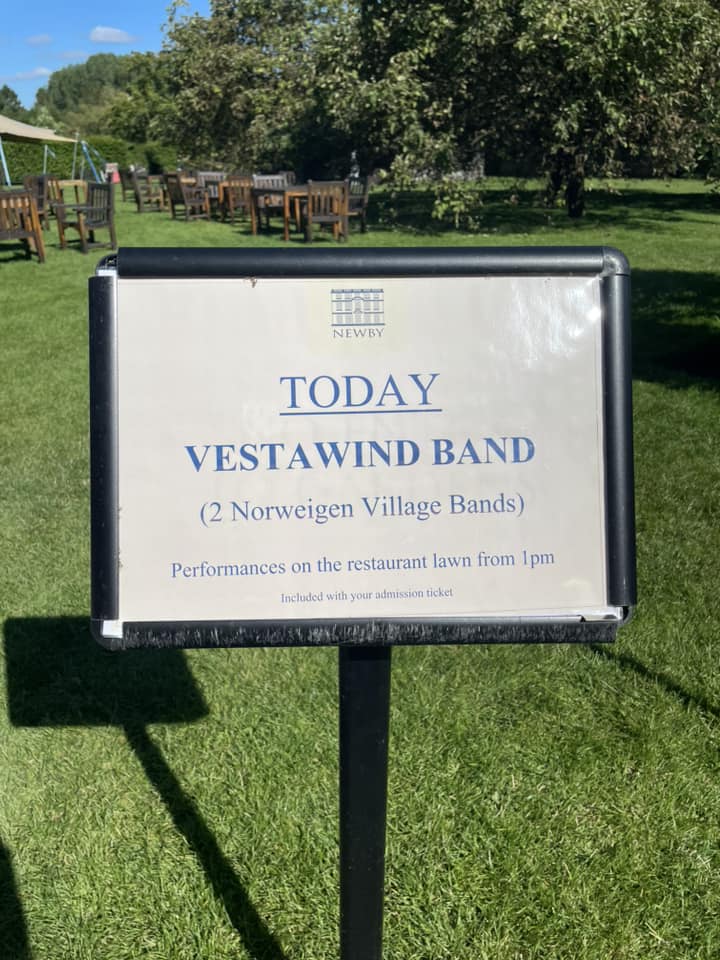 NEWBY
TODAY
VESTAWIND BAND
(2 Norweigen Village Bands)
Performances on the restaurant lawn from 1pm
Included with your admission ticket